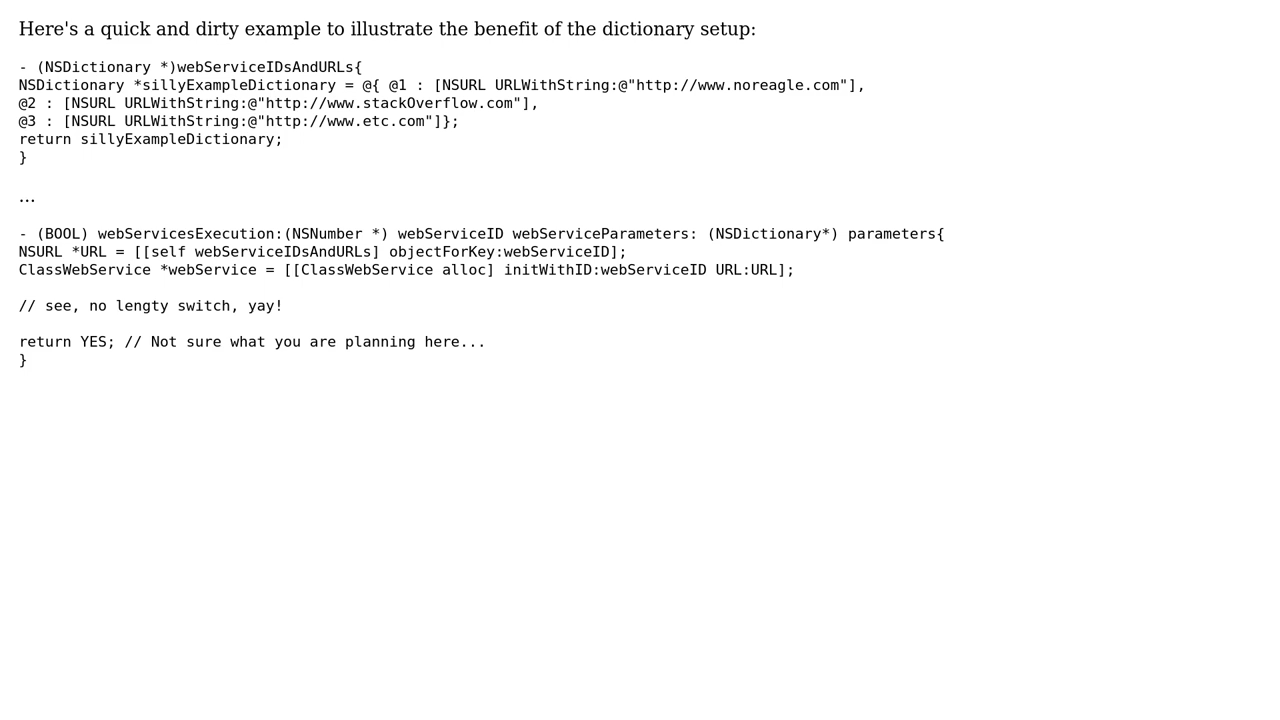 Here's a quick and dirty example to illustrate the benefit of the dictionary setup:
- (NSDictionary *)webServiceIDsAndURLs{
NSDictionary *sillyExampleDictionary = @{ @1 : [NSURL URLWithString:@"http://www.noreagle.com"],
@2 : [NSURL URLWithString:@"http://www.stackOverflow.com"],
@3 : [NSURL URLWithString:@"http://www.etc.com"]};
return sillyExampleDictionary;
}
...
- (BOOL) webServicesExecution:(NSNumber *) webServiceID webServiceParameters: (NSDictionary*) parameters{
NSURL *URL = [[self webServiceIDsAndURLs] objectForKey:webServiceID];
ClassWebService *webService = [[ClassWebService alloc] initWithID:webServiceID URL:URL];
// see, no lengty switch, yay!
return YES; // Not sure what you are planning here...
}